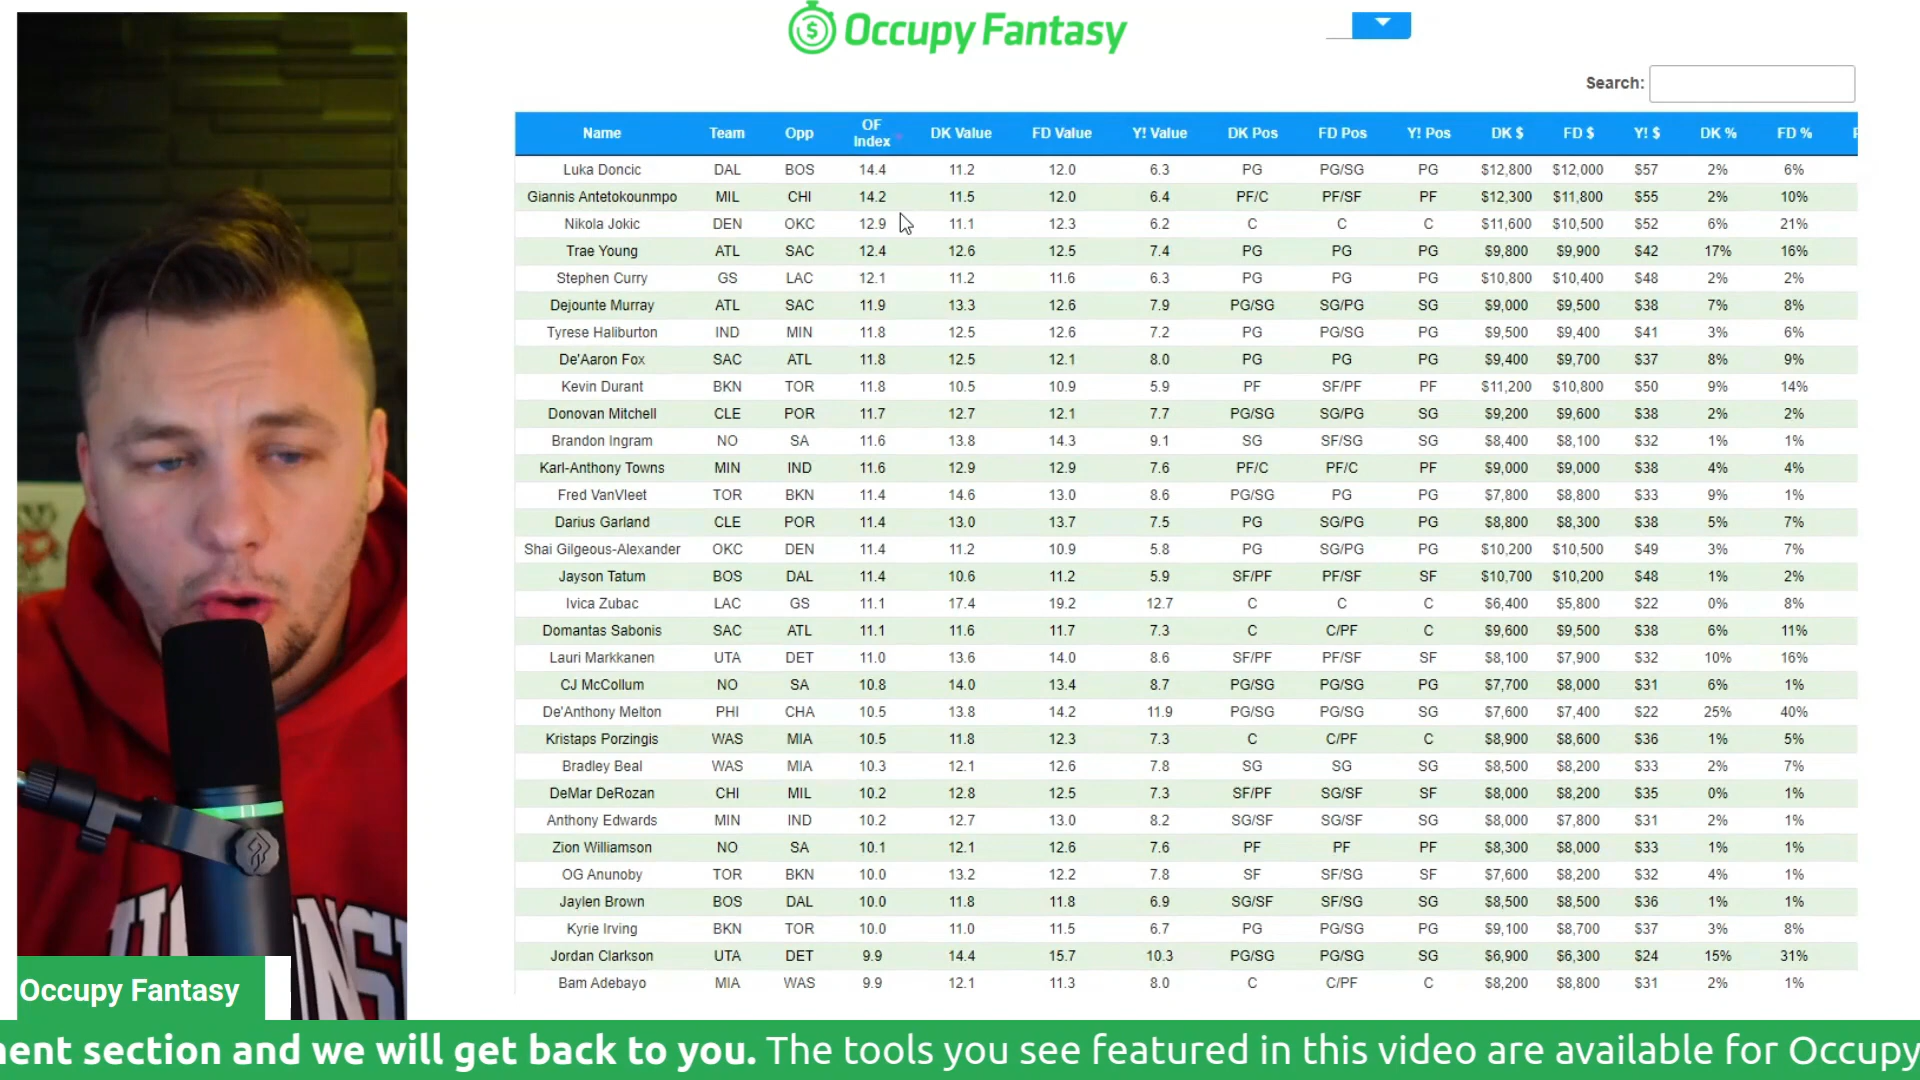 Occupy Fantasy
Search:
Name Team Opp OF Index DK Value FD Value Y! Value DK Pos FD Pos Y! Pos DK $ FD $ Y! $ DK % FD %
Luka Doncic DAL BOS 14.4 11.2 12.0 6.3 PG PG/SG PG $12,800 $12,000 $57 2% 6%
Giannis Antetokounmpo MIL CHI 14.2 11.5 12.0 6.4 PF/C PF/SF PF $12,300 $11,800 $55 2% 10%
Nikola Jokic DEN OKC 12.9 11.1 12.3 6.2 C C C $11,600 $10,500 $52 6% 21%
Trae Young ATL SAC 12.4 12.6 12.5 7.4 PG PG PG $9,800 $9,900 $42 17% 16%
Stephen Curry GS LAC 12.1 11.2 11.6 6.3 PG PG PG $10,800 $10,400 $48 2% 2%
Dejounte Murray ATL SAC 11.9 13.3 12.6 7.9 PG/SG SG/PG SG $9,000 $9,500 $38 7% 8%
Tyrese Haliburton IND MIN 11.8 12.5 12.6 7.2 PG PG/SG PG $9,500 $9,400 $41 3% 6%
De'Aaron Fox SAC ATL 11.8 12.5 12.1 8.0 PG PG PG $9,400 $9,700 $37 8% 9%
Kevin Durant BKN TOR 11.8 10.5 10.9 5.9 PF SF/PF PF $11,200 $10,800 $50 9% 14%
Donovan Mitchell CLE POR 11.7 12.7 12.1 7.7 PG/SG SG/PG SG $9,200 $9,600 $38 2% 2%
Brandon Ingram NO SA 11.6 13.8 14.3 9.1 SG SF/SG SG $8,400 $8,100 $32 1% 1%
Karl-Anthony Towns MIN IND 11.6 12.9 12.9 7.6 PF/C PF/C PF $9,000 $9,000 $38 4% 4%
Fred VanVleet TOR BKN 11.4 14.6 13.0 8.6 PG/SG PG PG $7,800 $8,800 $33 9% 1%
Darius Garland CLE POR 11.4 13.0 13.7 7.5 PG SG/PG PG $8,800 $8,300 $38 5% 7%
Shai Gilgeous-Alexander OKC DEN 11.4 11.2 10.9 5.8 PG SG/PG PG $10,200 $10,500 $49 3% 7%
Jayson Tatum BOS DAL 11.4 10.6 11.2 5.9 SF/PF PF/SF SF $10,700 $10,200 $48 1% 2%
Ivica Zubac LAC GS 11.1 17.4 19.2 12.7 C C C $6,400 $5,800 $22 0% 8%
Domantas Sabonis SAC ATL 11.1 11.6 11.7 7.3 C C/PF C $9,600 $9,500 $38 6% 11%
Lauri Markkanen UTA DET 11.0 13.6 14.0 8.6 SF/PF PF/SF SF $8,100 $7,900 $32 10% 16%
CJ McCollum NO SA 10.8 14.0 13.4 8.7 PG/SG PG/SG PG $7,700 $8,000 $31 6% 1%
De'Anthony Melton PHI CHA 10.5 13.8 14.2 11.9 PG/SG PG/SG SG $7,600 $7,400 $22 25% 40%
Kristaps Porzingis WAS MIA 10.5 11.8 12.3 7.3 C C/PF C $8,900 $8,600 $36 1% 5%
Bradley Beal WAS MIA 10.3 12.1 12.6 7.8 SG SG SG $8,500 $8,200 $33 2% 7%
DeMar DeRozan CHI MIL 10.2 12.8 12.5 7.3 SF/PF SG/SF SF $8,000 $8,200 $35 0% 1%
Anthony Edwards MIN IND 10.2 12.7 13.0 8.2 SG/SF SG/SF SG $8,000 $7,800 $31 2% 1%
Zion Williamson NO SA 10.1 12.1 12.6 7.6 PF PF PF $8,300 $8,000 $33 1% 1%
OG Anunoby TOR BKN 10.0 13.2 12.2 7.8 SF SF/SG SF $7,600 $8,200 $32 4% 1%
Jaylen Brown BOS DAL 10.0 11.8 11.8 6.9 SG/SF SF/SG SG $8,500 $8,500 $36 1% 1%
Kyrie Irving BKN TOR 10.0 11.0 11.5 6.7 PG PG/SG PG $9,100 $8,700 $37 3% 8%
Jordan Clarkson UTA DET 9.9 14.4 15.7 10.3 PG/SG PG/SG SG $6,900 $6,300 $24 15% 31%
Bam Adebayo MIA WAS 9.9 12.1 11.3 8.0 C C/PF C $8,200 $8,800 $31 2% 1%
Occupy Fantasy
ent section and we will get back to you. The tools you see featured in this video are available for Occupy